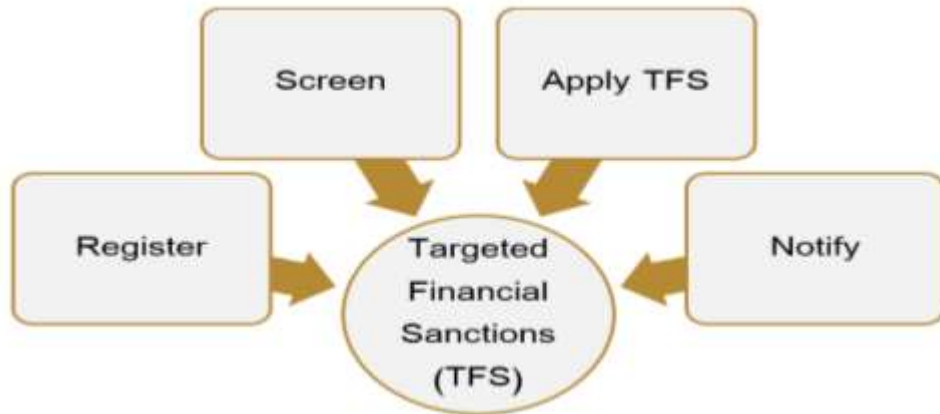 Screen
Apply TFS
Register
Notify
Targeted
Financial
Sanctions
(TFS)